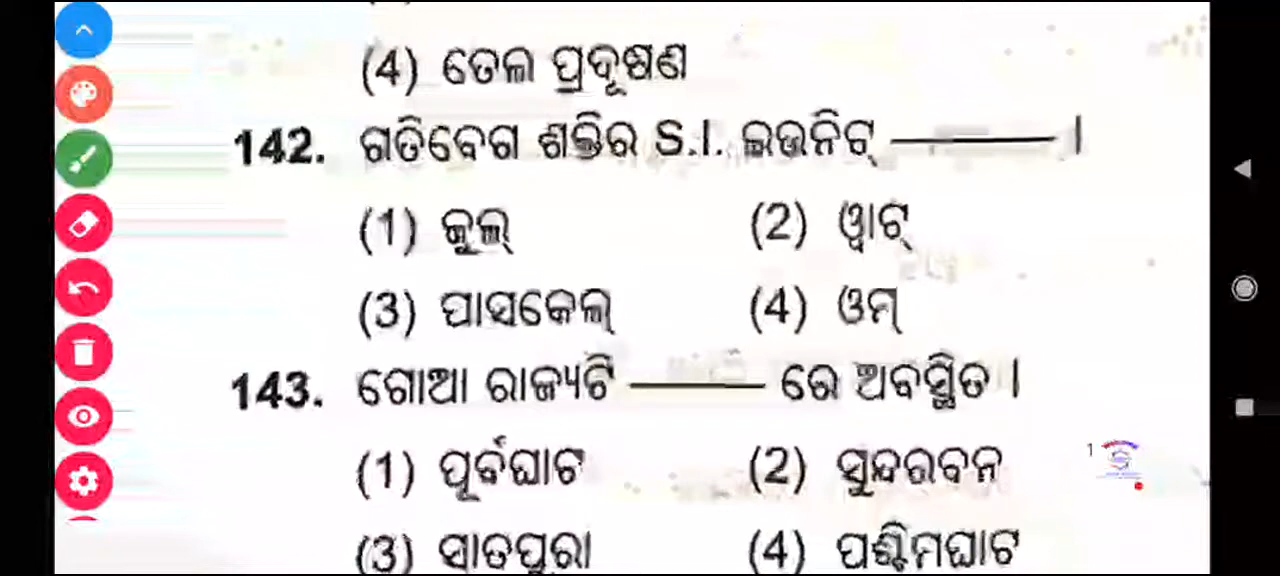 (4) ତେଲ ପ୍ରଦୂଷଣ
142. ଗତିବେଗ ଶକ୍ତିର S.I. ଇଉନିଟ୍ ——— ।
(1) ଜୁଲ୍ (2) ୱାଟ୍
(3) ପାସକେଲ୍ (4) ଓମ୍
143. ଗୋଆ ରାଜ୍ୟଟି ——— ରେ ଅବସ୍ଥିତ ।
(1) ପୂର୍ବଘାଟ (2) ସୁନ୍ଦରବନ
(3) ସାତପୁରା (4) ପଶ୍ଚିମଘାଟ
1